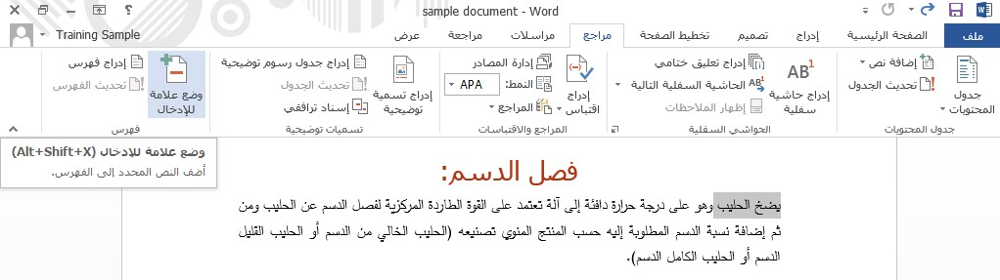 sample document - Word
Training Sample
ملف
الصفحة الرئيسية
إدراج
تصميم
تخطيط الصفحة
مراجع
مراسلات
مراجعة
عرض
جدول المحتويات
إضافة نص
تحديث الجدول
جدول المحتويات
AB1
إدراج حاشية سفلية
إدراج تعليق ختامي
الحاشية السفلية التالية
إظهار الملاحظات
الحواشي السفلية
إدراج اقتباس
إدارة المصادر
النمط: APA
المراجع
المراجع والاقتباسات
إدراج تسمية توضيحية
إدراج جدول رسوم توضيحية
تحديث الجدول
إسناد ترافقي
تسميات توضيحية
وضع علامة للإدخال
إدراج فهرس
تحديث الفهرس
فهرس
وضع علامة للإدخال (Alt+Shift+X)
أضف النص المحدد إلى الفهرس.
فصل الدسم:
يضخ الحليب وهو على درجة حرارة دافئة إلى آلة تعتمد على القوة الطاردة المركزية لفصل الدسم عن الحليب ومن
ثم إضافة نسبة الدسم المطلوبة إليه حسب المنتج المنوي تصنيعه (الحليب الخالي من الدسم أو الحليب القليل
الدسم أو الحليب الكامل الدسم).